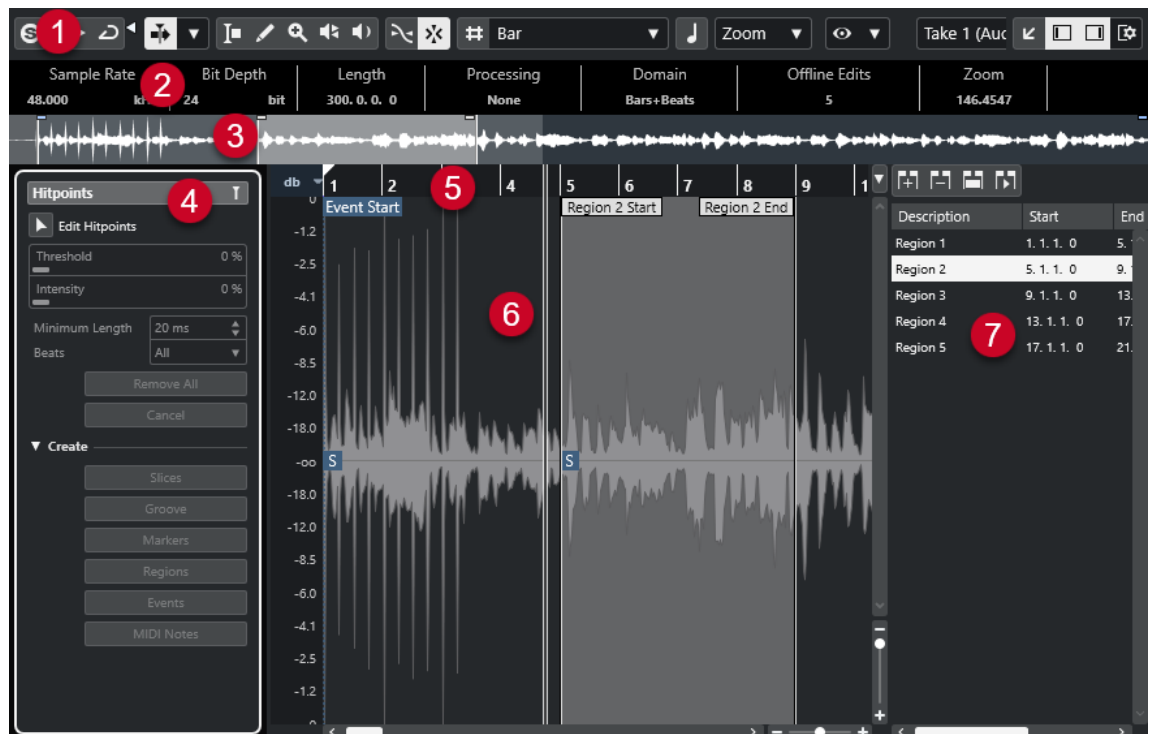 S 1 Bar Zoom Take 1 (Aud
Sample Rate 2 Bit Depth Length Processing Domain Offline Edits Zoom
48.000 24 bit 300. 0. 0. 0 None Bars+Beats 5 146.4547
3
Hitpoints 4
Edit Hitpoints
Threshold 0 %
Intensity 0 %
Minimum Length 20 ms
Beats All
Remove All
Cancel
Create
Slices
Groove
Markers
Regions
Events
MIDI Notes
db 1 2 5 4 5 6 7 8 9 1
Event Start Region 2 Start Region 2 End
0
-1.2
-2.5
-4.1
-6.0
-8.5
-12.0
-18.0
-oo S S
-18.0
-12.0
-8.5
-6.0
-4.1
-2.5
-1.2
6
Description Start End
Region 1 1. 1. 1. 0 5.
Region 2 5. 1. 1. 0 9.
Region 3 9. 1. 1. 0 13.
Region 4 13. 1. 1. 0 17.
Region 5 17. 1. 1. 0 21.
7